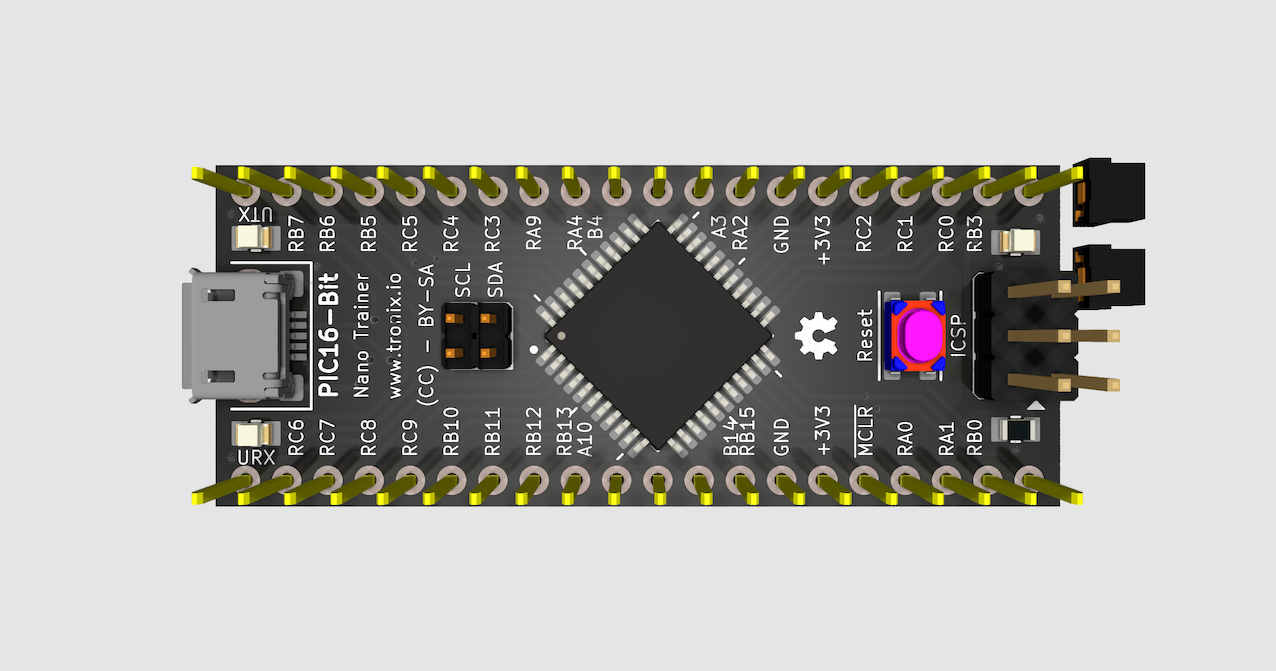 UTX
RB7
RB6
RB5
RC5
RC4
RC3
RA9
RA4
B4
A3
RA2
GND
+3V3
RC2
RC1
RC0
RB3
PIC16-Bit
Nano Trainer
www.tronix.io
(CC) - BY-SA
SCL
SDA
Reset
ICSP
URX
RC6
RC7
RC8
RC9
RB10
RB11
RB12
RB13
A10
B14
RB15
GND
+3V3
MCLR
RA0
RA1
RB0